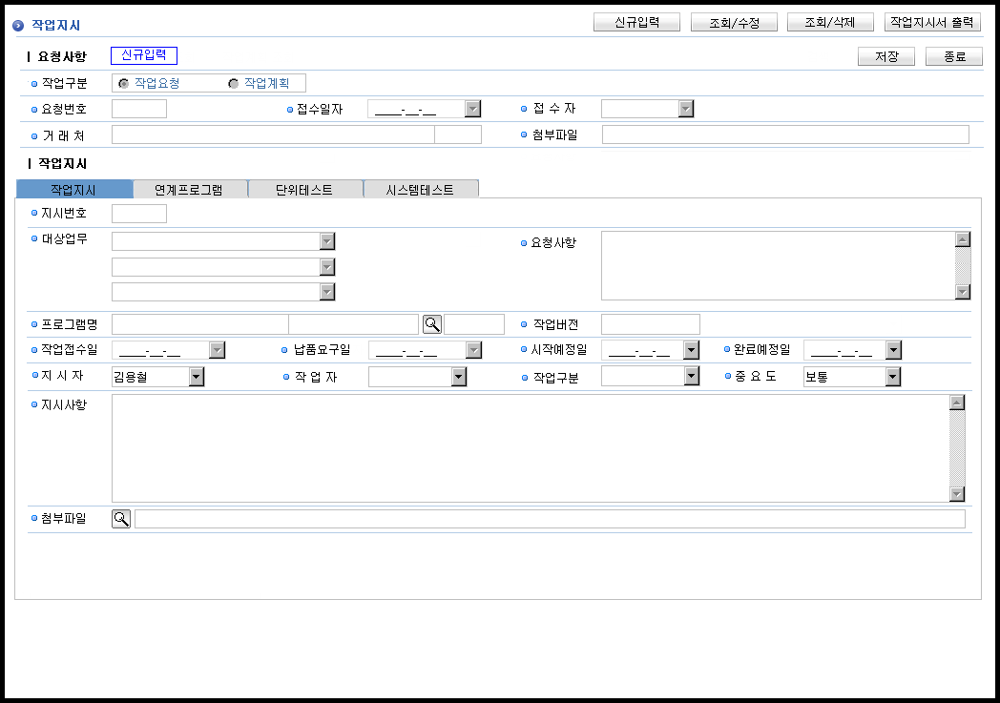 작업지시 신규입력 조회/수정 조회/삭제 작업지시서 출력
요청사항 신규입력 저장 종료
작업구분 작업요청 작업계획
요청번호 접수일자 ____-__-__ 접 수 자
거 래 처 첨부파일
작업지시
작업지시 연계프로그램 단위테스트 시스템테스트
지시번호
대상업무 요청사항
프로그램명 작업버전
작업접수일 ____-__-__ 납품요구일 ____-__-__ 시작예정일 ____-__-__ 완료예정일 ____-__-__
지 시 자 김용철 작 업 자 작업구분 중 요 도 보통
지시사항
첨부파일